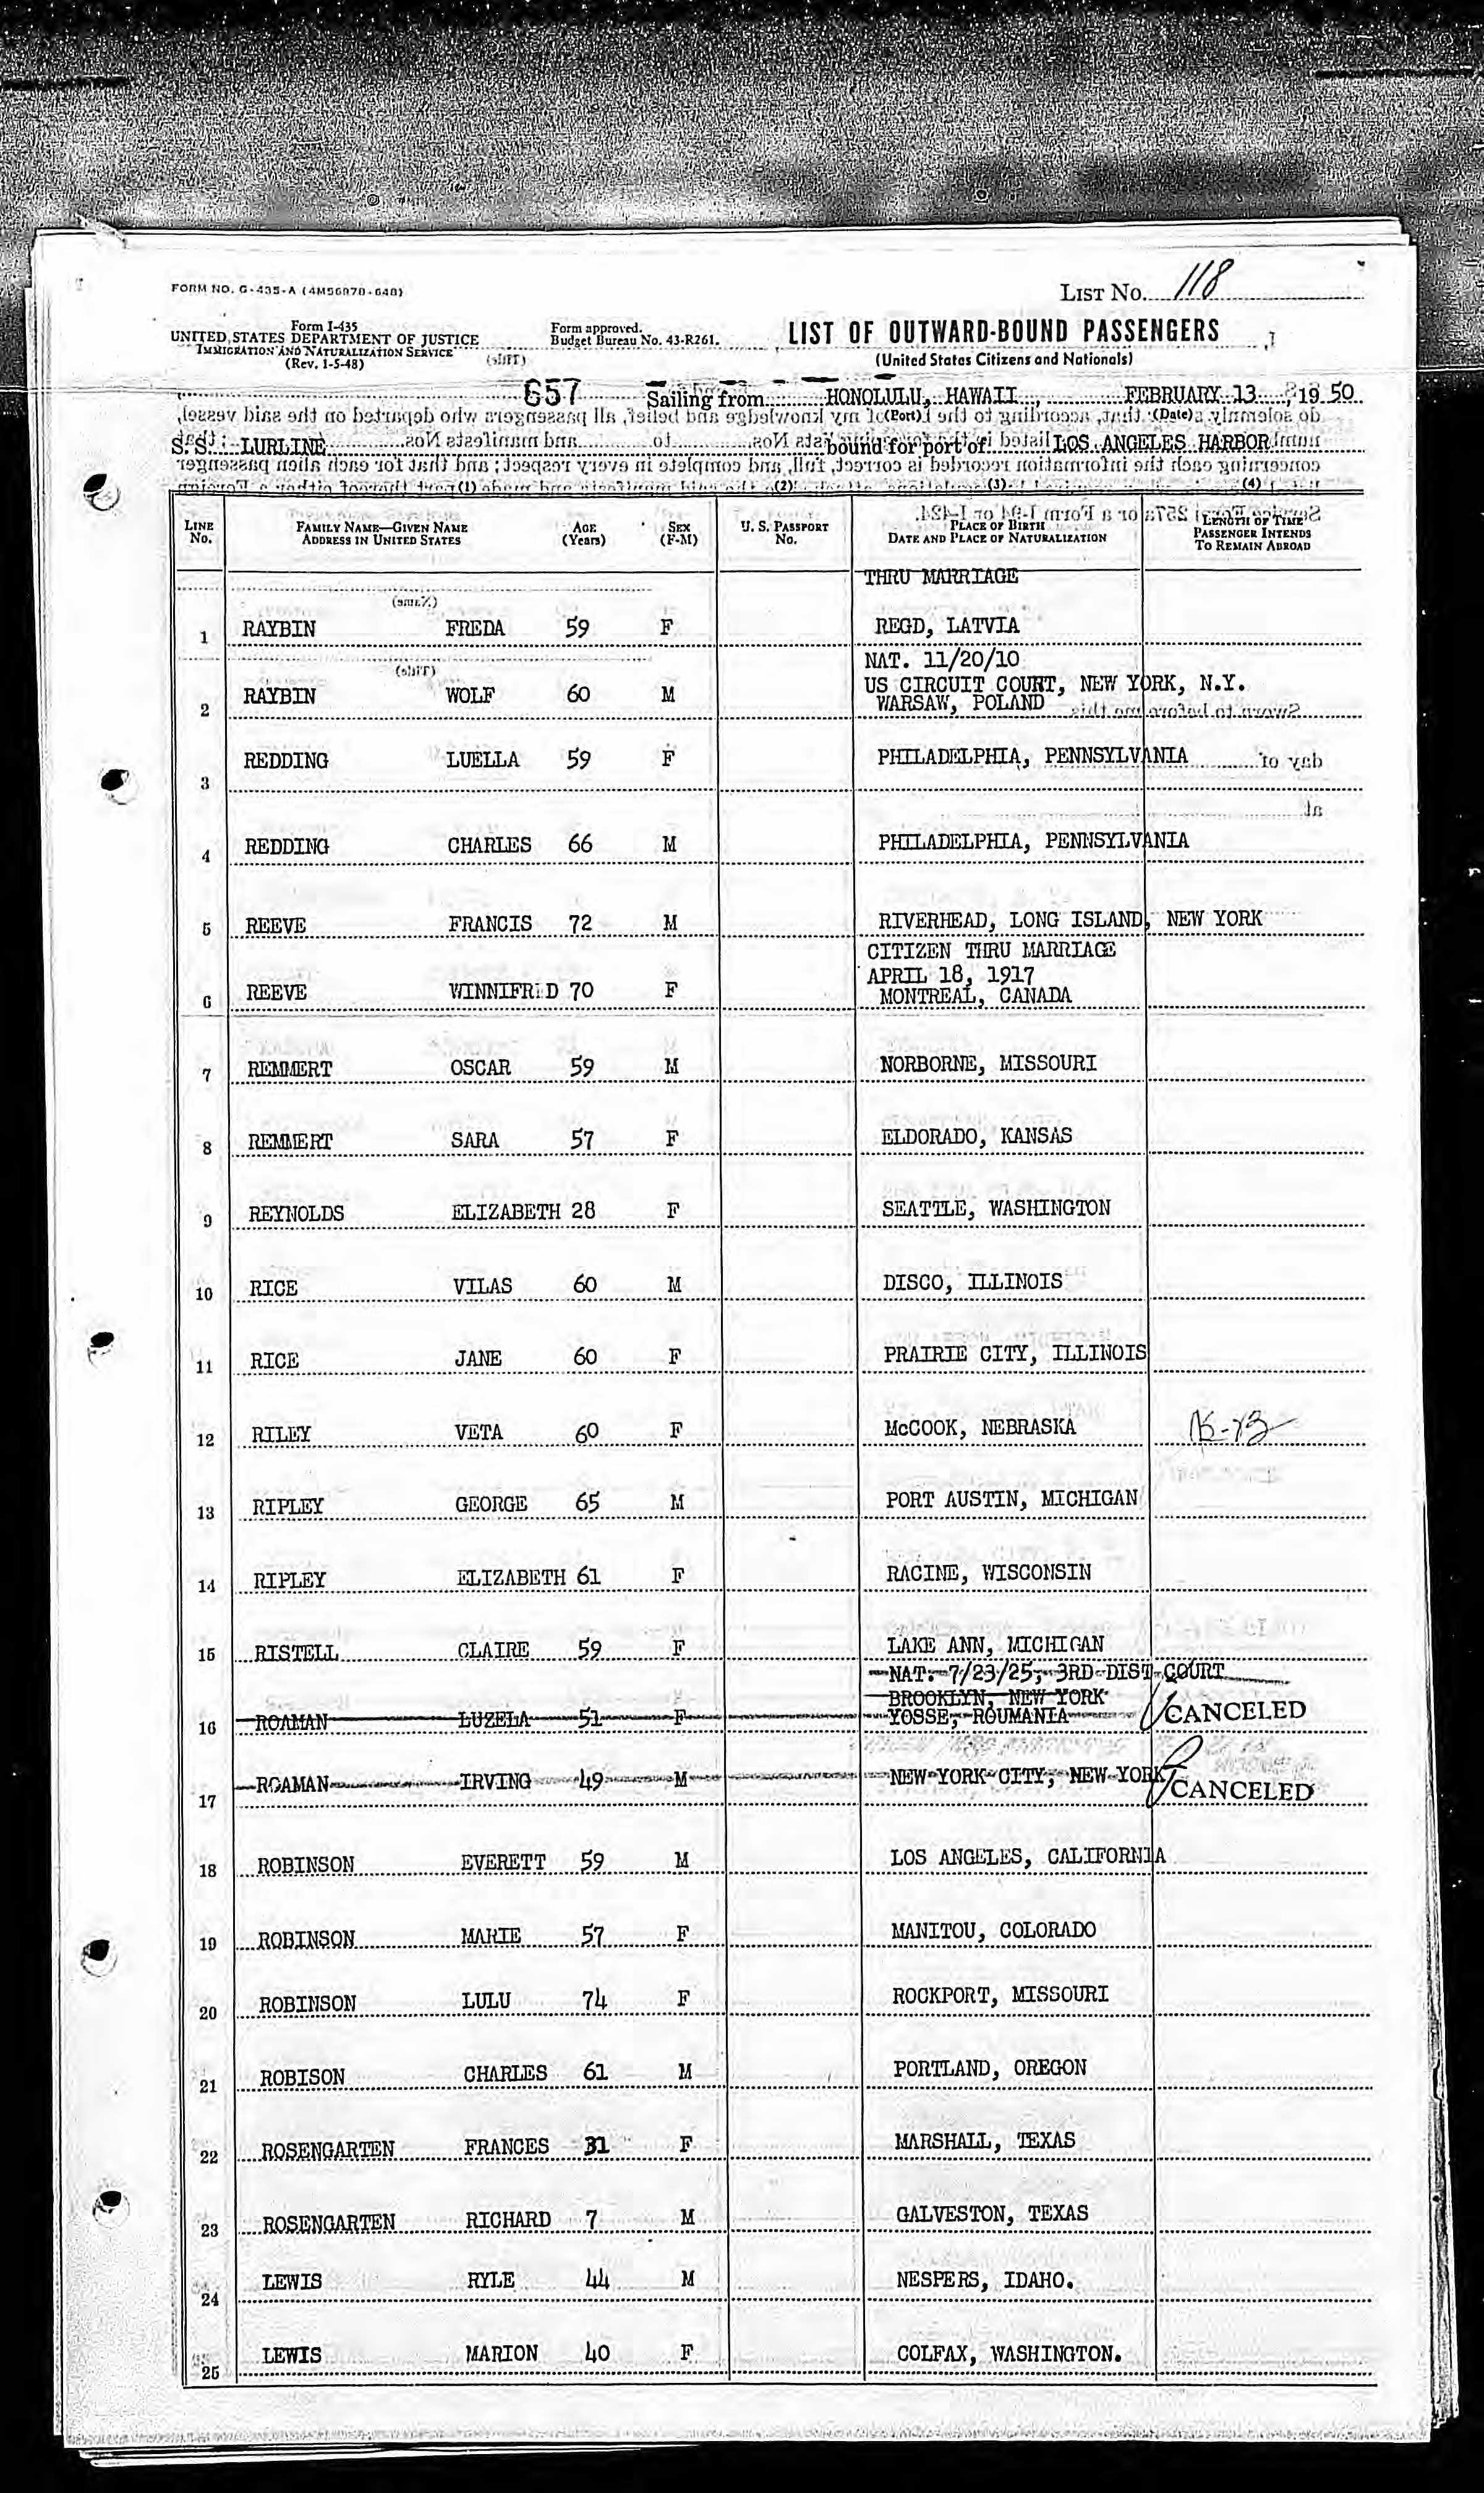 FORM NO. G-435-A (4M56070-648)
LIST NO. 118
Form I-435
UNITED STATES DEPARTMENT OF JUSTICE
IMMIGRATION AND NATURALIZATION SERVICE
(Rev. 1-5-48)
Form approved.
Budget Bureau No. 43-R261.
LIST OF OUTWARD-BOUND PASSENGERS
(United States Citizens and Nationals)
657 Sailing from HONOLULU, HAWAII, FEBRUARY 13, 19 50
(Port) (Date)
S.S. LURLINE bound for port of LOS ANGELES HARBOR
(1) (2) (3) (4)
LINE No. FAMILY NAME—GIVEN NAME ADDRESS IN UNITED STATES AGE (Years) SEX (F-M) U. S. PASSPORT No. PLACE OF BIRTH DATE AND PLACE OF NATURALIZATION LENGTH OF TIME PASSENGER INTENDS TO REMAIN ABROAD
THRU MARRIAGE
1 RAYBIN FREDA 59 F REGD, LATVIA
NAT. 11/20/10
US CIRCUIT COURT, NEW YORK, N.Y.
2 RAYBIN WOLF 60 M WARSAW, POLAND
3 REDDING LUELLA 59 F PHILADELPHIA, PENNSYLVANIA
4 REDDING CHARLES 66 M PHILADELPHIA, PENNSYLVANIA
5 REEVE FRANCIS 72 M RIVERHEAD, LONG ISLAND, NEW YORK
CITIZEN THRU MARRIAGE
APRIL 18, 1917
6 REEVE WINNIFRED 70 F MONTREAL, CANADA
7 REMMERT OSCAR 59 M NORBORNE, MISSOURI
8 REMMERT SARA 57 F ELDORADO, KANSAS
9 REYNOLDS ELIZABETH 28 F SEATTLE, WASHINGTON
10 RICE VILAS 60 M DISCO, ILLINOIS
11 RICE JANE 60 F PRAIRIE CITY, ILLINOIS
12 RILEY VETA 60 F McCOOK, NEBRASKA
13 RIPLEY GEORGE 65 M PORT AUSTIN, MICHIGAN
14 RIPLEY ELIZABETH 61 F RACINE, WISCONSIN
15 RISTELL CLAIRE 59 F LAKE ANN, MICHIGAN
NAT. 7/23/25, 3RD DIST COURT
BROOKLYN, NEW YORK
16 ROAMAN LUZELA 51 F YOSSE, ROUMANIA CANCELED
17 ROAMAN IRVING 49 M NEW YORK CITY, NEW YORK CANCELED
18 ROBINSON EVERETT 59 M LOS ANGELES, CALIFORNIA
19 ROBINSON MARIE 57 F MANITOU, COLORADO
20 ROBINSON LULU 74 F ROCKPORT, MISSOURI
21 ROBISON CHARLES 61 M PORTLAND, OREGON
22 ROSENGARTEN FRANCES 31 F MARSHALL, TEXAS
23 ROSENGARTEN RICHARD 7 M GALVESTON, TEXAS
24 LEWIS RYLE 44 M NESPERS, IDAHO.
25 LEWIS MARION 40 F COLFAX, WASHINGTON.